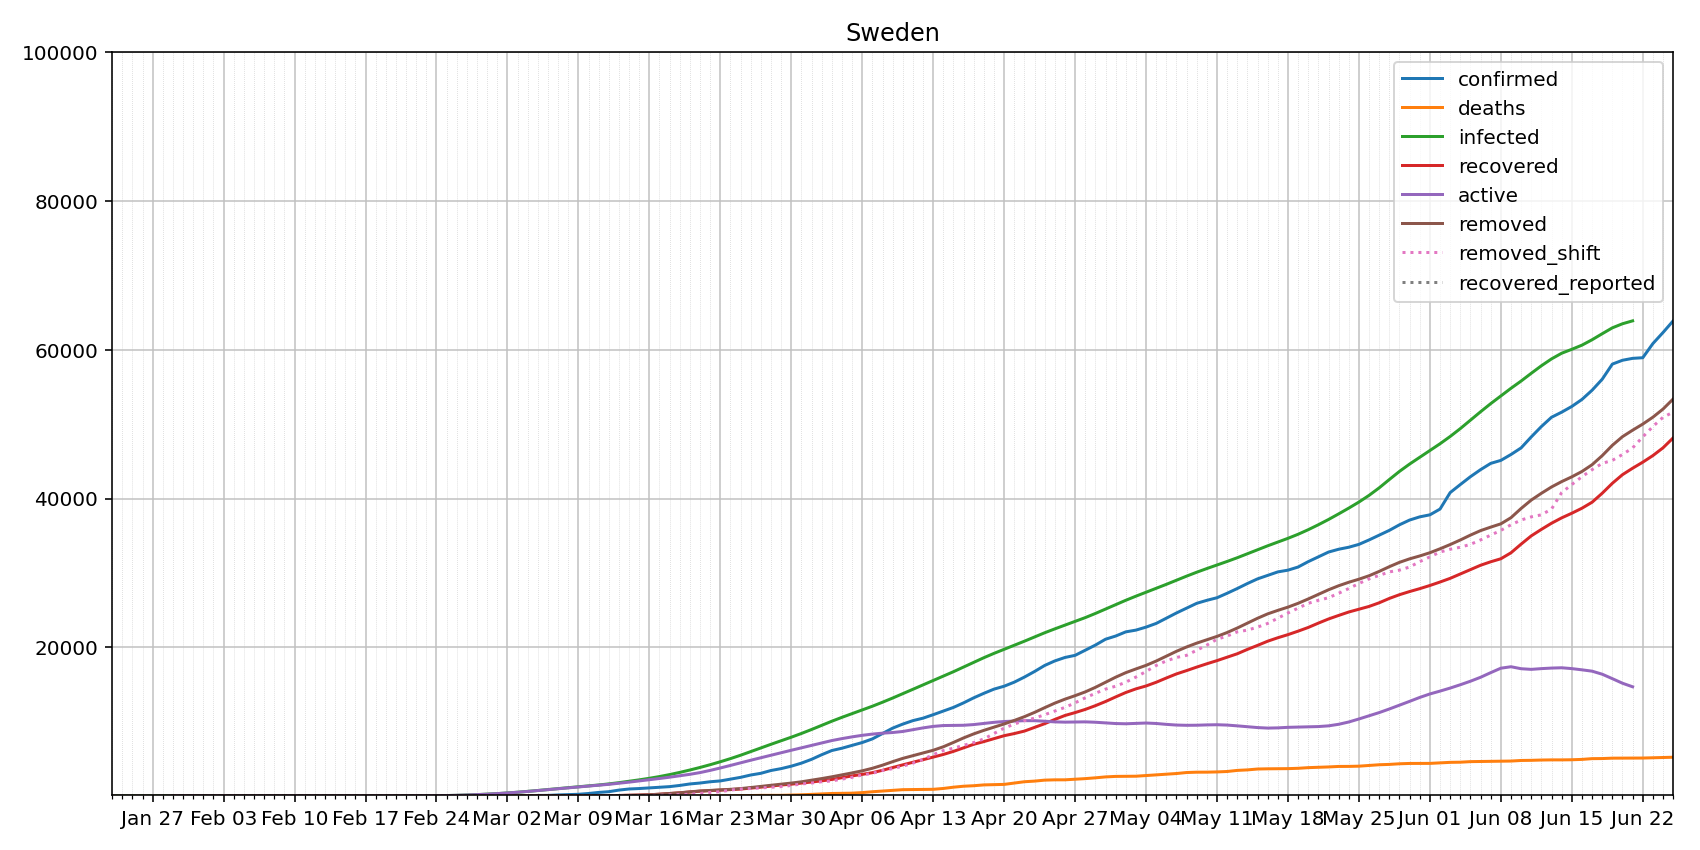 Sweden
100000
80000
60000
40000
20000
confirmed
deaths
infected
recovered
active
removed
removed_shift
recovered_reported
Jan 27 Feb 03 Feb 10 Feb 17 Feb 24 Mar 02 Mar 09 Mar 16 Mar 23 Mar 30 Apr 06 Apr 13 Apr 20 Apr 27 May 04 May 11 May 18 May 25 Jun 01 Jun 08 Jun 15 Jun 22